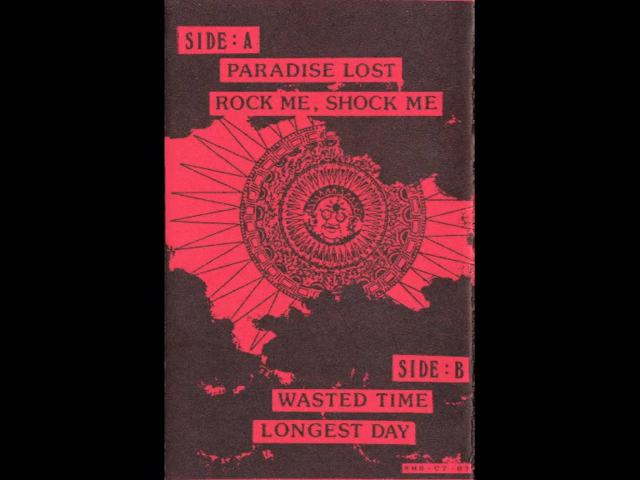 SIDE:A
PARADISE LOST
ROCK ME, SHOCK ME
SIDE:B
WASTED TIME
LONGEST DAY